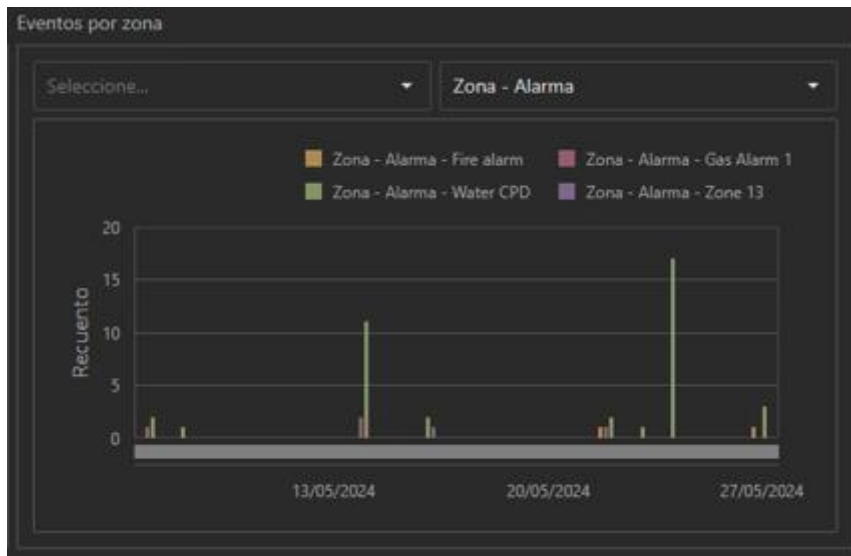 Eventos por zona
Seleccione... Zona - Alarma
Zona - Alarma - Fire alarm Zona - Alarma - Gas Alarm 1
Zona - Alarma - Water CPD Zona - Alarma - Zone 13
20
15
10
5
0
Recuento
13/05/2024 20/05/2024 27/05/2024